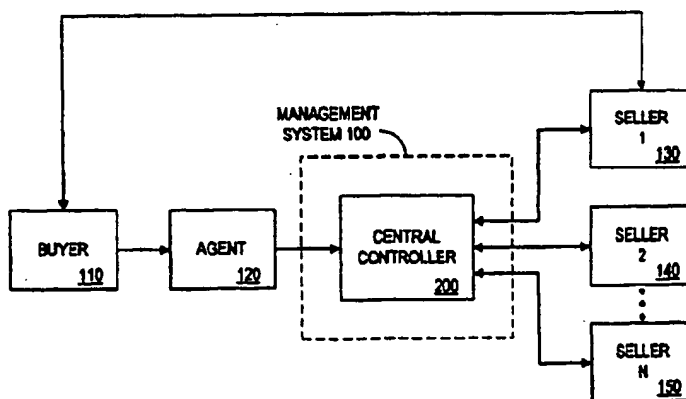 MANAGEMENT
SYSTEM 100
SELLER
1
130
BUYER
110
AGENT
120
CENTRAL
CONTROLLER
200
SELLER
2
140
SELLER
N
150